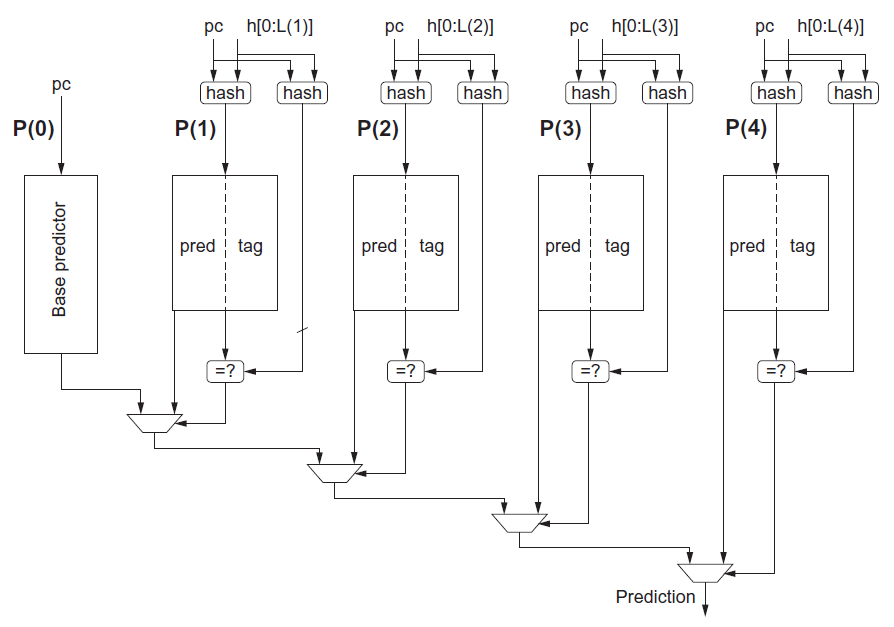 pc h[0:L(1)] pc h[0:L(2)] pc h[0:L(3)] pc h[0:L(4)]
pc hash hash hash hash hash hash hash hash
P(0) P(1) P(2) P(3) P(4)
Base predictor
pred tag pred tag pred tag pred tag
=? =? =? =?
Prediction